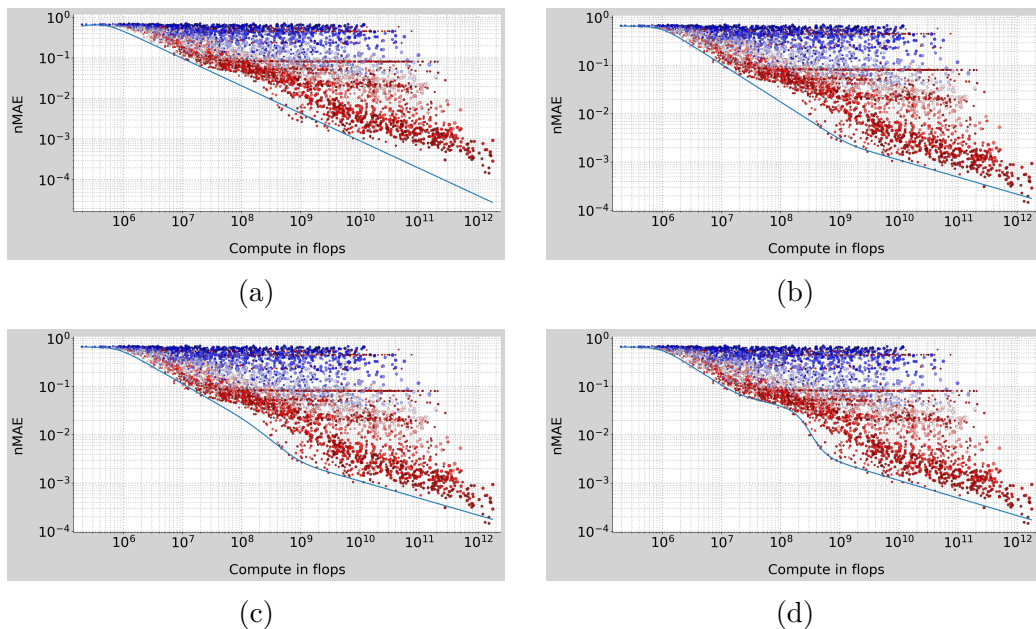 10⁰
10⁻¹
10⁻²
10⁻³
10⁻⁴
nMAE
10⁶ 10⁷ 10⁸ 10⁹ 10¹⁰ 10¹¹ 10¹²
Compute in flops
(a)
10⁰
10⁻¹
10⁻²
10⁻³
10⁻⁴
nMAE
10⁶ 10⁷ 10⁸ 10⁹ 10¹⁰ 10¹¹ 10¹²
Compute in flops
(b)
10⁰
10⁻¹
10⁻²
10⁻³
10⁻⁴
nMAE
10⁶ 10⁷ 10⁸ 10⁹ 10¹⁰ 10¹¹ 10¹²
Compute in flops
(c)
10⁰
10⁻¹
10⁻²
10⁻³
10⁻⁴
nMAE
10⁶ 10⁷ 10⁸ 10⁹ 10¹⁰ 10¹¹ 10¹²
Compute in flops
(d)